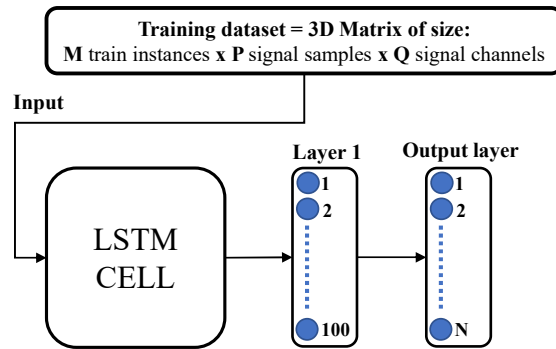 Training dataset = 3D Matrix of size:
M train instances x P signal samples x Q signal channels
Input
Layer 1
Output layer
LSTM
CELL
1
2
100
1
2
N